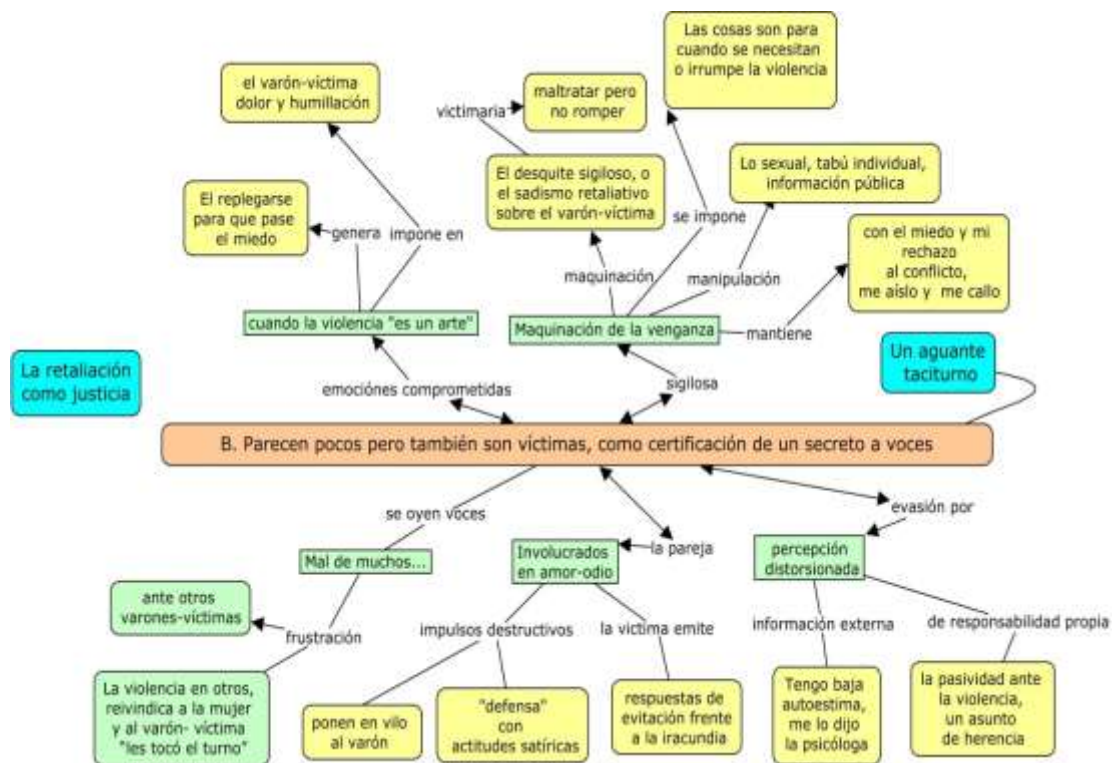 Las cosas son para
cuando se necesitan
o irrumpe la violencia
el varón-víctima
dolor y humillación
victimaria
maltratar pero
no romper
El replegarse
para que pase
el miedo
genera
impone en
El desquite sigiloso, o
el sadismo retaliativo
sobre el varón-víctima
se impone
Lo sexual, tabú individual,
información pública
maquinación
manipulación
con el miedo y mi
rechazo
al conflicto,
me aíslo y me callo
cuando la violencia "es un arte"
Maquinación de la venganza
mantiene
La retaliación
como justicia
emociónes comprometidas
sigilosa
Un aguante
taciturno
B. Parecen pocos pero también son víctimas, como certificación de un secreto a voces
se oyen voces
la pareja
evasión por
Mal de muchos...
Involucrados
en amor-odio
percepción
distorsionada
ante otros
varones-víctimas
frustración
impulsos destructivos
la victima emite
información externa
de responsabilidad propia
La violencia en otros,
reivindica a la mujer
y al varón- víctima
"les tocó el turno"
ponen en vilo
al varón
"defensa"
con
actitudes satíricas
respuestas de
evitación frente
a la iracundia
Tengo baja
autoestima,
me lo dijo
la psicóloga
la pasividad ante
la violencia,
un asunto
de herencia